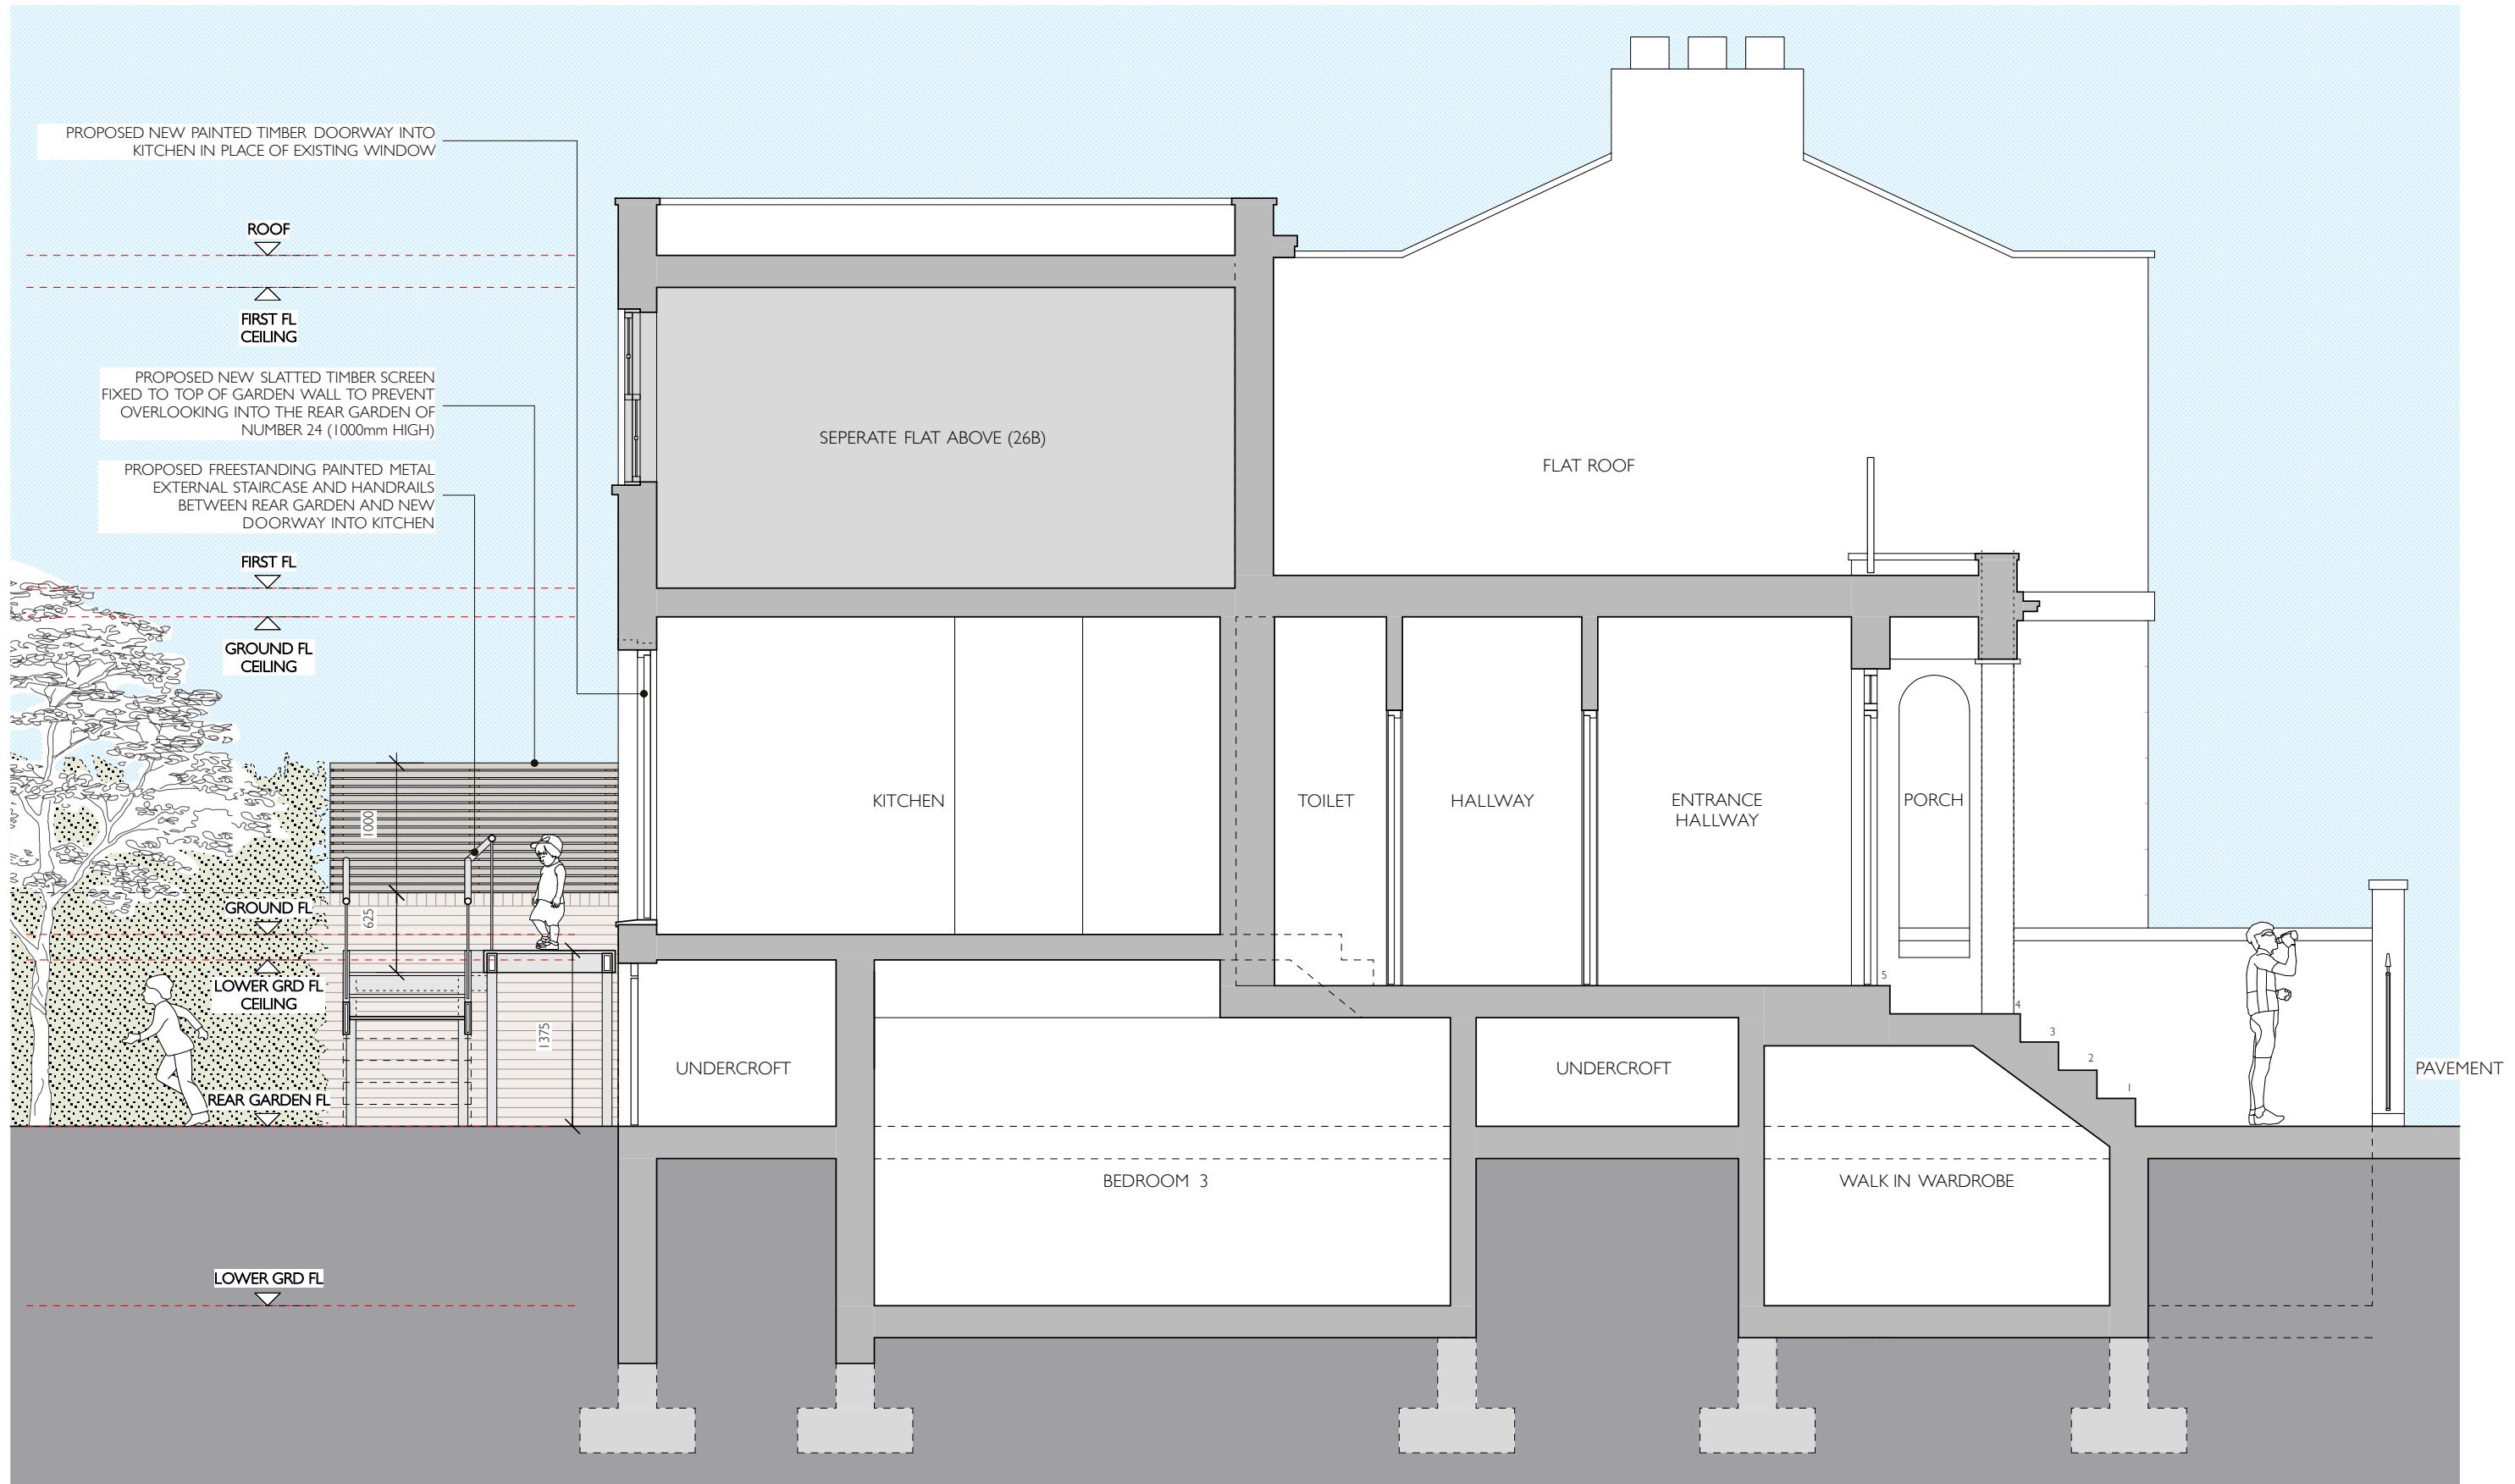 PROPOSED NEW PAINTED TIMBER DOORWAY INTO
KITCHEN IN PLACE OF EXISTING WINDOW
ROOF
FIRST FL
CEILING
PROPOSED NEW SLATTED TIMBER SCREEN
FIXED TO TOP OF GARDEN WALL TO PREVENT
OVERLOOKING INTO THE REAR GARDEN OF
NUMBER 24 (1000mm HIGH)
SEPERATE FLAT ABOVE (26B)
FLAT ROOF
PROPOSED FREESTANDING PAINTED METAL
EXTERNAL STAIRCASE AND HANDRAILS
BETWEEN REAR GARDEN AND NEW
DOORWAY INTO KITCHEN
FIRST FL
GROUND FL
CEILING
1000
KITCHEN
TOILET
HALLWAY
ENTRANCE
HALLWAY
PORCH
GROUND FL
625
LOWER GRD FL
CEILING
1375
5
4
3
2
1
UNDERCROFT
UNDERCROFT
PAVEMENT
REAR GARDEN FL
BEDROOM 3
WALK IN WARDROBE
LOWER GRD FL